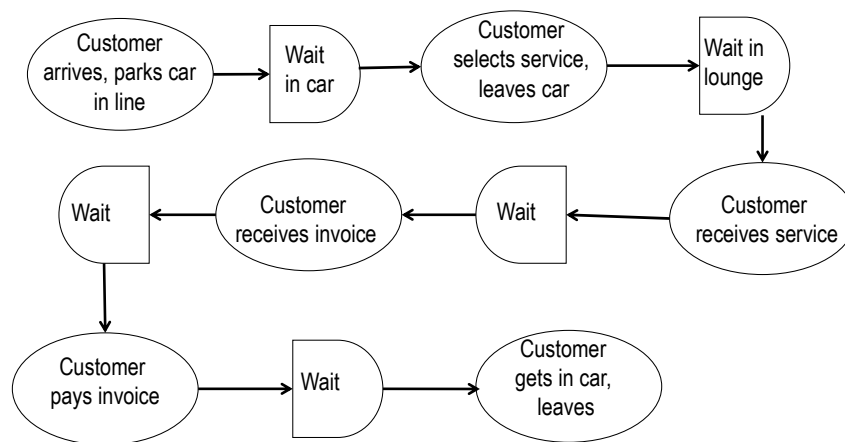 Customer
arrives, parks car
in line
Wait
in car
Customer
selects service,
leaves car
Wait in
lounge
Customer
receives service
Wait
Customer
receives invoice
Wait
Customer
pays invoice
Wait
Customer
gets in car,
leaves